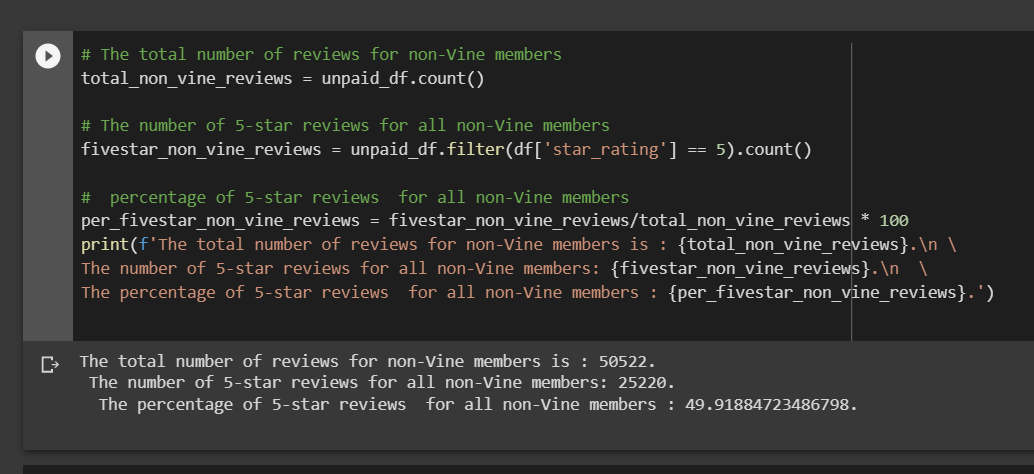 # The total number of reviews for non-Vine members
total_non_vine_reviews = unpaid_df.count()
# The number of 5-star reviews for all non-Vine members
fivestar_non_vine_reviews = unpaid_df.filter(df['star_rating'] == 5).count()
#  percentage of 5-star reviews  for all non-Vine members
per_fivestar_non_vine_reviews = fivestar_non_vine_reviews/total_non_vine_reviews * 100
print(f'The total number of reviews for non-Vine members is : {total_non_vine_reviews}.\n \
The number of 5-star reviews for all non-Vine members: {fivestar_non_vine_reviews}.\n  \
The percentage of 5-star reviews  for all non-Vine members : {per_fivestar_non_vine_reviews}.')
The total number of reviews for non-Vine members is : 50522.
 The number of 5-star reviews for all non-Vine members: 25220.
  The percentage of 5-star reviews  for all non-Vine members : 49.91884723486798.